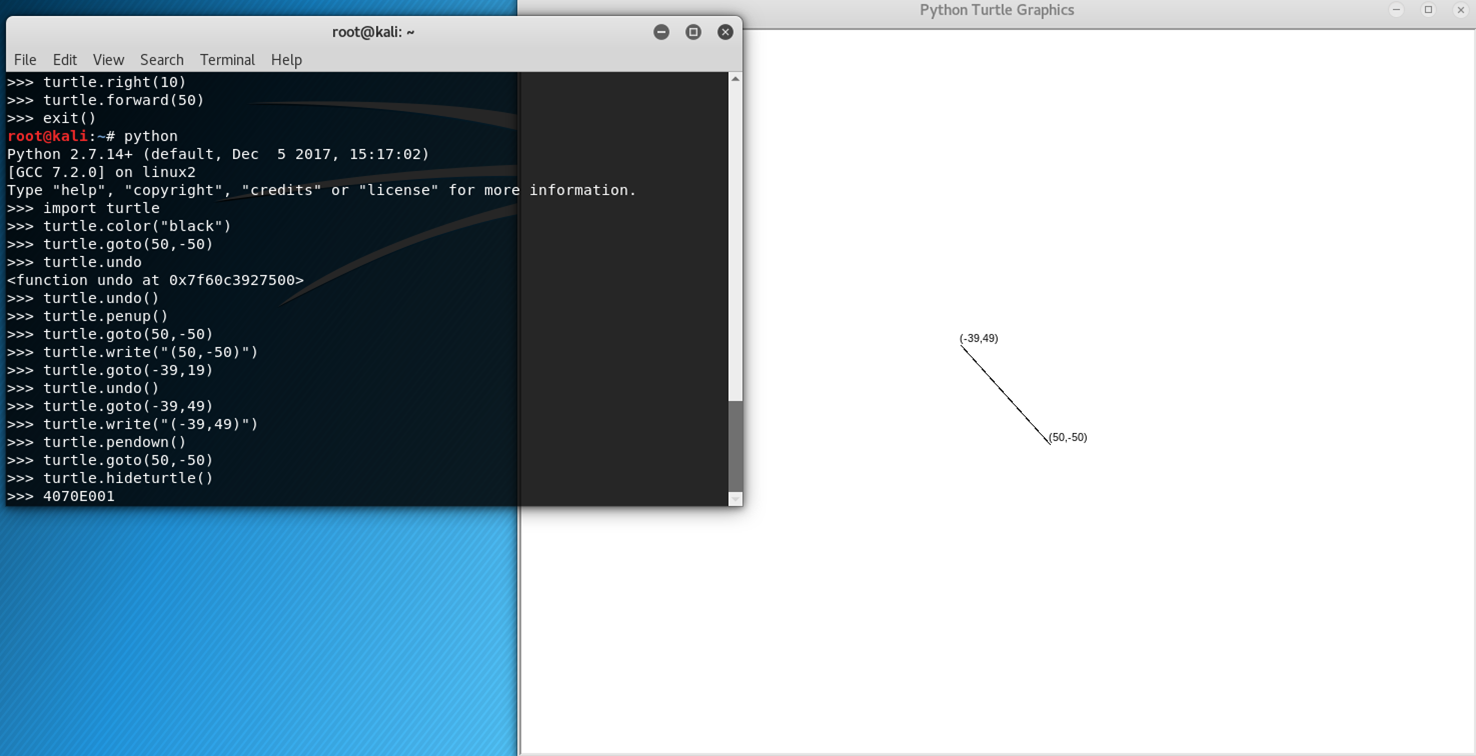 Python Turtle Graphics
root@kali: ~
File Edit View Search Terminal Help
>>> turtle.right(10)
>>> turtle.forward(50)
>>> exit()
root@kali:~# python
Python 2.7.14+ (default, Dec  5 2017, 15:17:02)
[GCC 7.2.0] on linux2
Type "help", "copyright", "credits" or "license" for more information.
>>> import turtle
>>> turtle.color("black")
>>> turtle.goto(50,-50)
>>> turtle.undo
<function undo at 0x7f60c3927500>
>>> turtle.undo()
>>> turtle.penup()
>>> turtle.goto(50,-50)
>>> turtle.write("(50,-50)")
>>> turtle.goto(-39,19)
>>> turtle.undo()
>>> turtle.goto(-39,49)
>>> turtle.write("(-39,49)")
>>> turtle.pendown()
>>> turtle.goto(50,-50)
>>> turtle.hideturtle()
>>> 4070E001
(-39,49)
(50,-50)